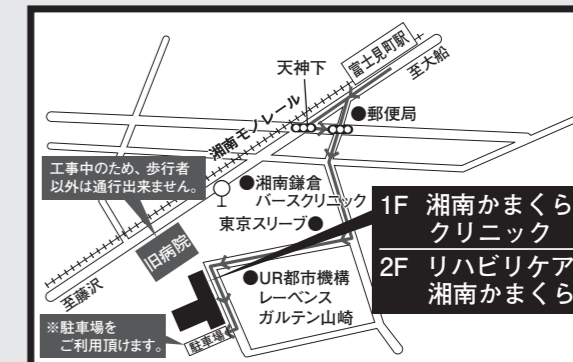 富士見町駅
至大船
天神下
●郵便局
湘南モノレール
工事中のため、歩行者
以外は通行出来ません。
●湘南鎌倉
バースクリニック
東京スリーブ●
旧病院
至藤沢
1F 湘南かまくら
クリニック
2F リハビリケア
湘南かまくら
●UR都市機構
レーベンス
ガルテン山崎
※駐車場を
ご利用頂けます。
駐車場